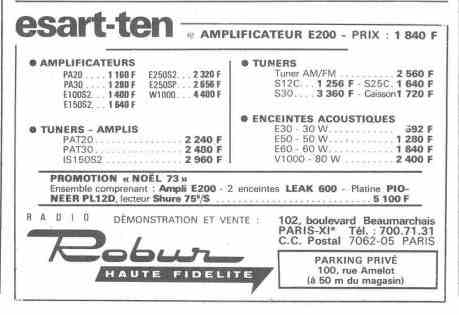 esart-ten ® AMPLIFICATEUR E200 - PRIX : 1 840 F
● AMPLIFICATEURS
PA20 .... 1 160 F E250S2... 2 320 F
PA30 .... 1 280 F E250SP... 2 656 F
E100S2... 1 400 F W1000.... 4 400 F
E150S2... 1 640 F
● TUNERS - AMPLIS
PAT20 ..................... 2 240 F
PAT30 ..................... 2 480 F
IS150S2 ................... 2 960 F
● TUNERS
Tuner AM/FM ............ 2 560 F
S12C... 1 256 F - S25C. 1 640 F
S30.... 3 360 F - Caisson 1 720 F
● ENCEINTES ACOUSTIQUES
E30 - 30 W............. 692 F
E50 - 50 W............. 1 280 F
E60 - 60 W............. 1 840 F
V1000 - 80 W .......... 2 400 F
PROMOTION « NOËL 73 »
Ensemble comprenant : Ampli E200 - 2 enceintes LEAK 600 - Platine PIO-
NEER PL12D, lecteur Shure 75"/S ........................ 5 100 F
RADIO
Robur
HAUTE FIDELITE
DÉMONSTRATION ET VENTE :
102, boulevard Beaumarchais
PARIS-XIe Tél. : 700.71.31
C.C. Postal 7062-05 PARIS
PARKING PRIVÉ
100, rue Amelot
(à 50 m du magasin)